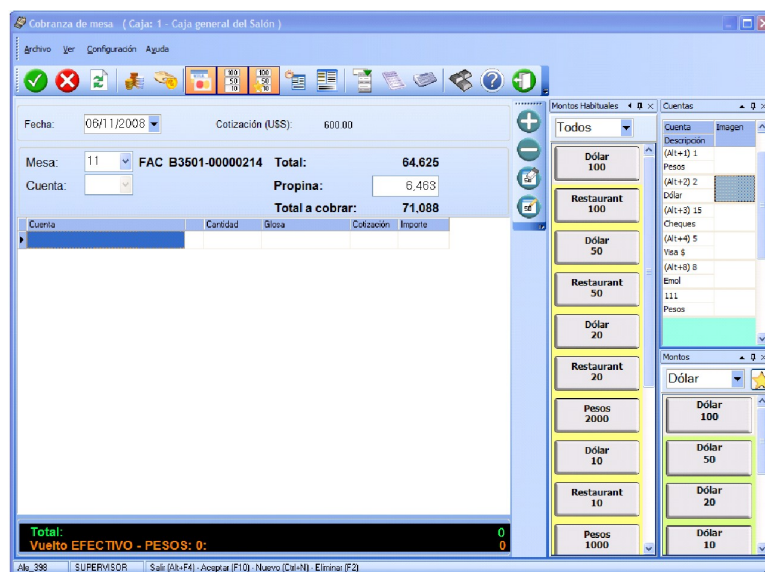 Cobranza de mesa ( Caja: 1 - Caja general del Salón )
Archivo Ver Configuración Ayuda
Fecha: 06/11/2008 Cotización (U$S): 600.00
Mesa: 11 FAC B3501-00000214 Total: 64.625
Cuenta: Propina: 6,463
Total a cobrar: 71,088
Cuenta Cantidad Glosa Cotización Importe
Total: 0
Vuelto EFECTIVO - PESOS: 0: 0
Montos Habituales
Todos
Dólar
100
Restaurant
100
Dólar
50
Restaurant
50
Dólar
20
Restaurant
20
Pesos
2000
Dólar
10
Restaurant
10
Pesos
1000
Cuentas
Cuenta Imagen
Descripción
(Alt+1) 1
Pesos
(Alt+2) 2
Dólar
(Alt+3) 15
Cheques
(Alt+4) 5
Visa $
(Alt+8) 8
Emol
111
Pesos
Montos
Dólar
Dólar
100
Dólar
50
Dólar
20
Dólar
10
Ale_398 SUPERVISOR Salir (Alt+F4) - Aceptar (F10) - Nuevo (Ctrl+N) - Eliminar (F2)